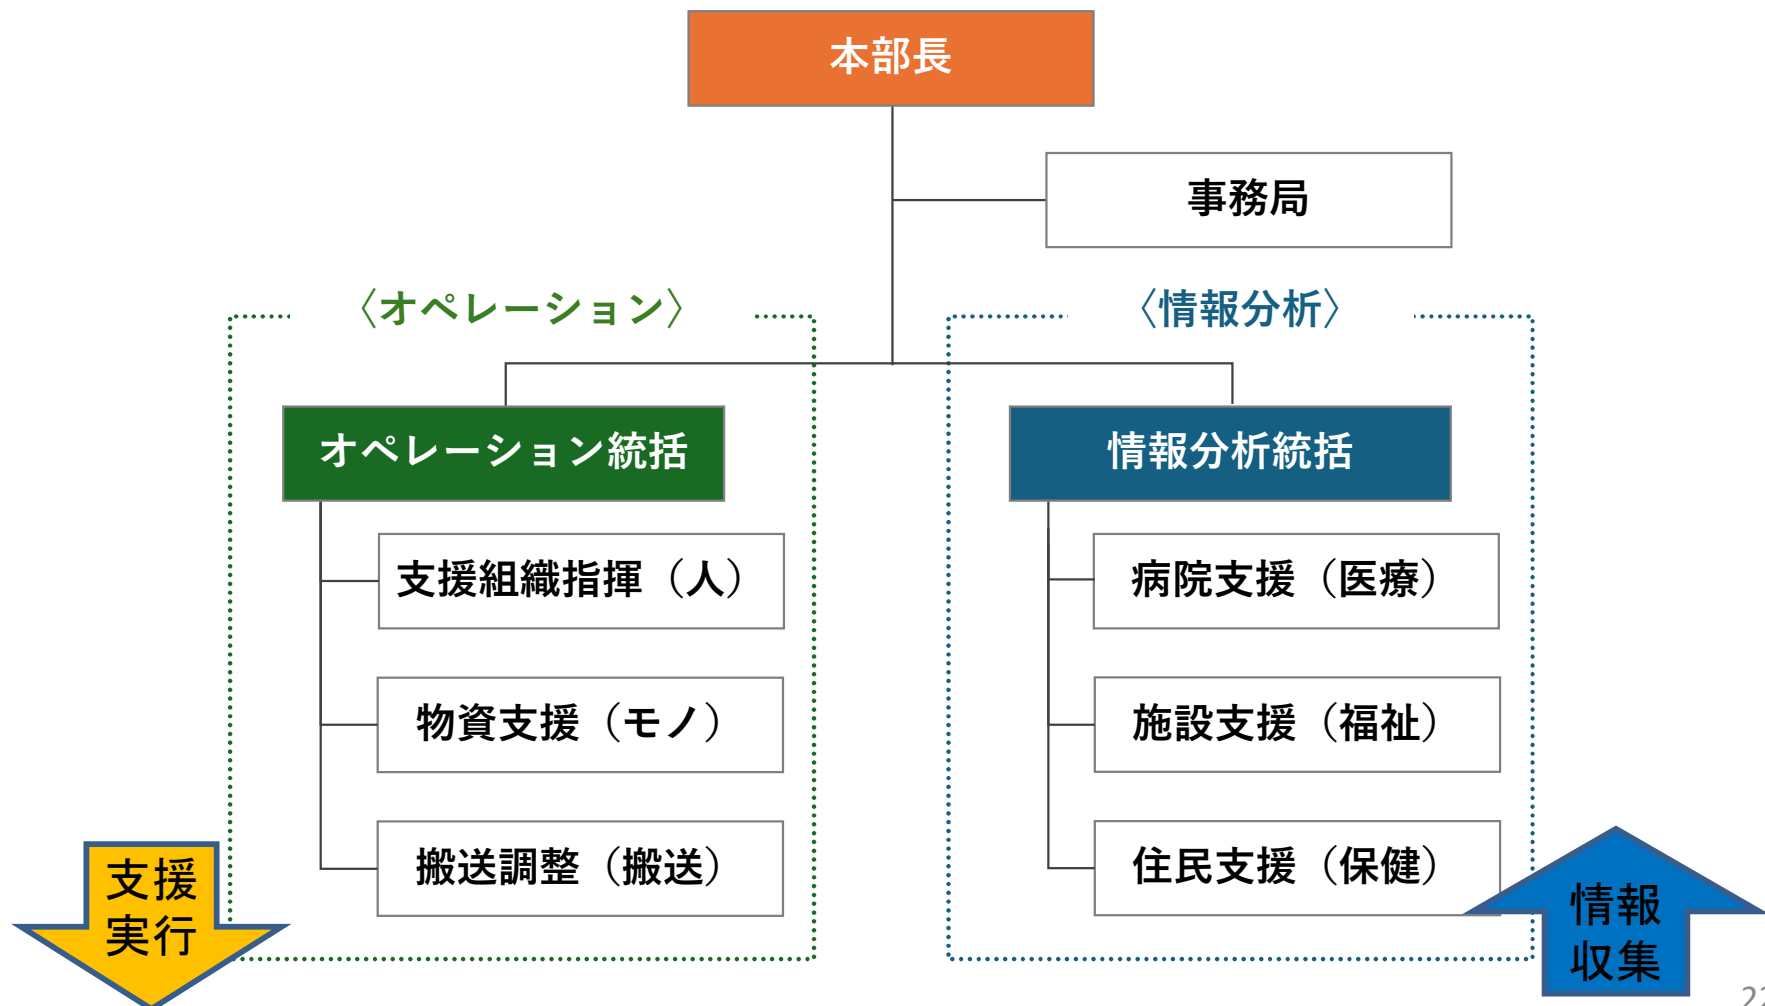 本部長
事務局
〈オペレーション〉
〈情報分析〉
オペレーション統括
情報分析統括
支援組織指揮（人）
病院支援（医療）
物資支援（モノ）
施設支援（福祉）
搬送調整（搬送）
住民支援（保健）
支援
実行
情報
収集
22